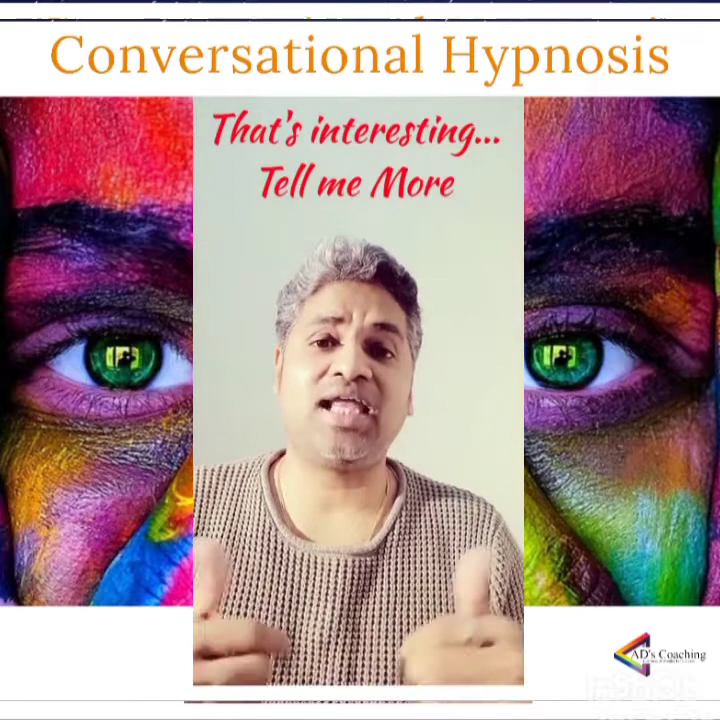 Conversational Hypnosis
That's interesting...
Tell me More
AD's Coaching